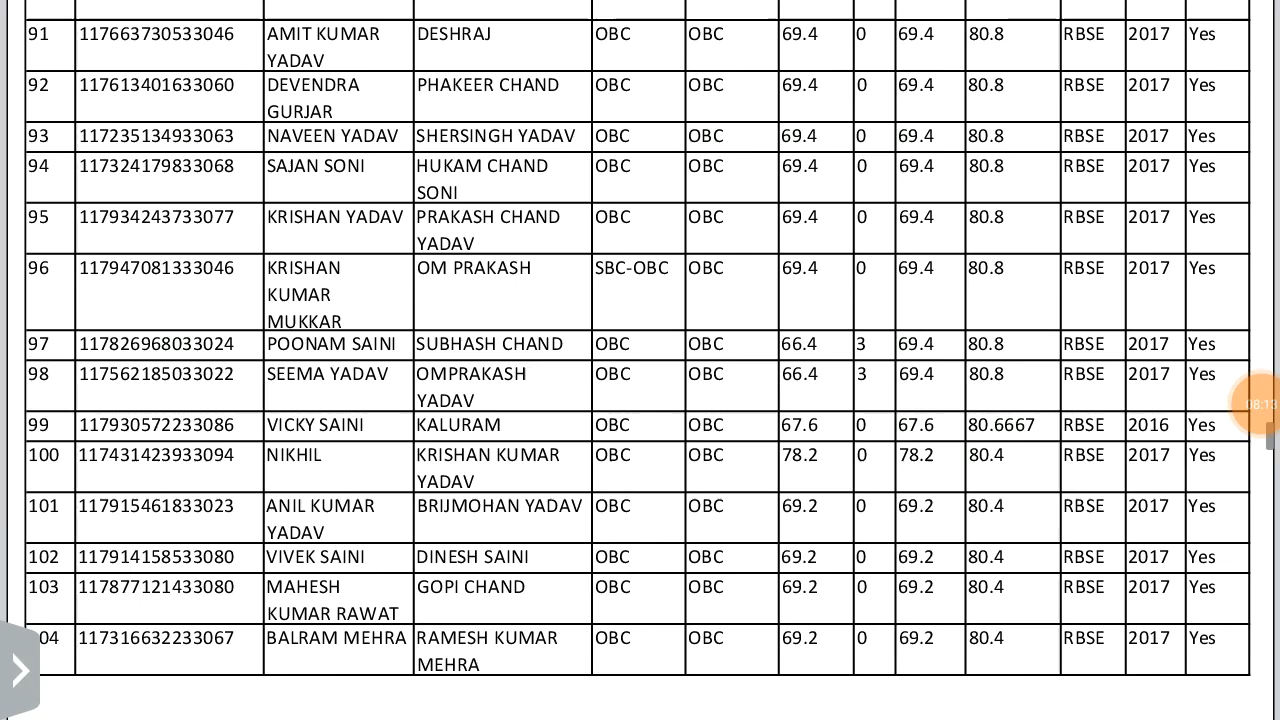 91 117663730533046 AMIT KUMAR DESHRAJ OBC OBC 69.4 0 69.4 80.8 RBSE 2017 Yes
YADAV
92 117613401633060 DEVENDRA PHAKEER CHAND OBC OBC 69.4 0 69.4 80.8 RBSE 2017 Yes
GURJAR
93 117235134933063 NAVEEN YADAV SHERSINGH YADAV OBC OBC 69.4 0 69.4 80.8 RBSE 2017 Yes
94 117324179833068 SAJAN SONI HUKAM CHAND OBC OBC 69.4 0 69.4 80.8 RBSE 2017 Yes
SONI
95 117934243733077 KRISHAN YADAV PRAKASH CHAND OBC OBC 69.4 0 69.4 80.8 RBSE 2017 Yes
YADAV
96 117947081333046 KRISHAN OM PRAKASH SBC-OBC OBC 69.4 0 69.4 80.8 RBSE 2017 Yes
KUMAR
MUKKAR
97 117826968033024 POONAM SAINI SUBHASH CHAND OBC OBC 66.4 3 69.4 80.8 RBSE 2017 Yes
98 117562185033022 SEEMA YADAV OMPRAKASH OBC OBC 66.4 3 69.4 80.8 RBSE 2017 Yes
YADAV
08:13
99 117930572233086 VICKY SAINI KALURAM OBC OBC 67.6 0 67.6 80.6667 RBSE 2016 Yes
100 117431423933094 NIKHIL KRISHAN KUMAR OBC OBC 78.2 0 78.2 80.4 RBSE 2017 Yes
YADAV
101 117915461833023 ANIL KUMAR BRIJMOHAN YADAV OBC OBC 69.2 0 69.2 80.4 RBSE 2017 Yes
YADAV
102 117914158533080 VIVEK SAINI DINESH SAINI OBC OBC 69.2 0 69.2 80.4 RBSE 2017 Yes
103 117877121433080 MAHESH GOPI CHAND OBC OBC 69.2 0 69.2 80.4 RBSE 2017 Yes
KUMAR RAWAT
04 117316632233067 BALRAM MEHRA RAMESH KUMAR OBC OBC 69.2 0 69.2 80.4 RBSE 2017 Yes
MEHRA